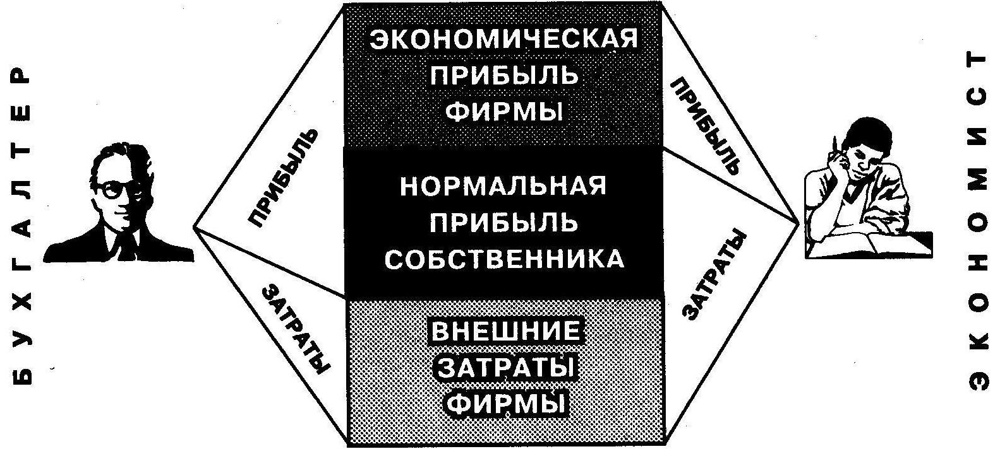 БУХГАЛТЕР
ПРИБЫЛЬ
ЗАТРАТЫ
ЭКОНОМИЧЕСКАЯ
ПРИБЫЛЬ
ФИРМЫ
НОРМАЛЬНАЯ
ПРИБЫЛЬ
СОБСТВЕННИКА
ВНЕШНИЕ
ЗАТРАТЫ
ФИРМЫ
ПРИБЫЛЬ
ЗАТРАТЫ
ЭКОНОМИСТ